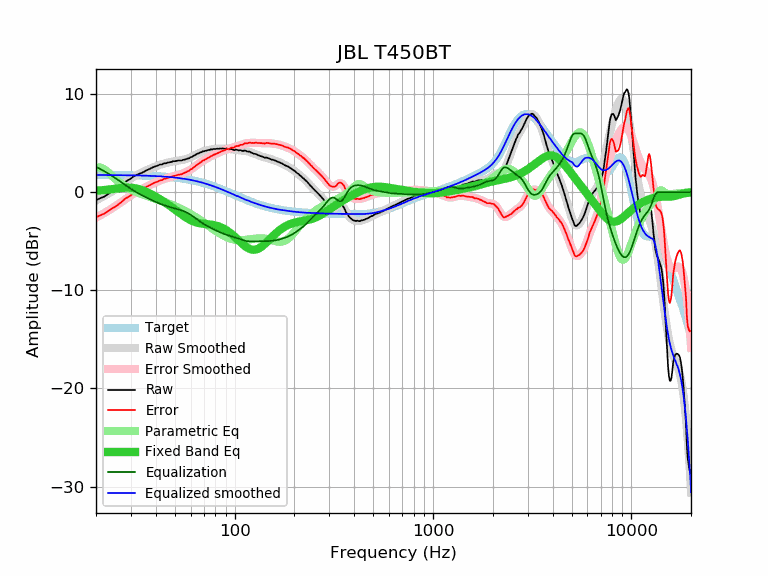 JBL T450BT
10
0
−10
−20
−30
Amplitude (dBr)
Target
Raw Smoothed
Error Smoothed
Raw
Error
Parametric Eq
Fixed Band Eq
Equalization
Equalized smoothed
100 1000 10000
Frequency (Hz)